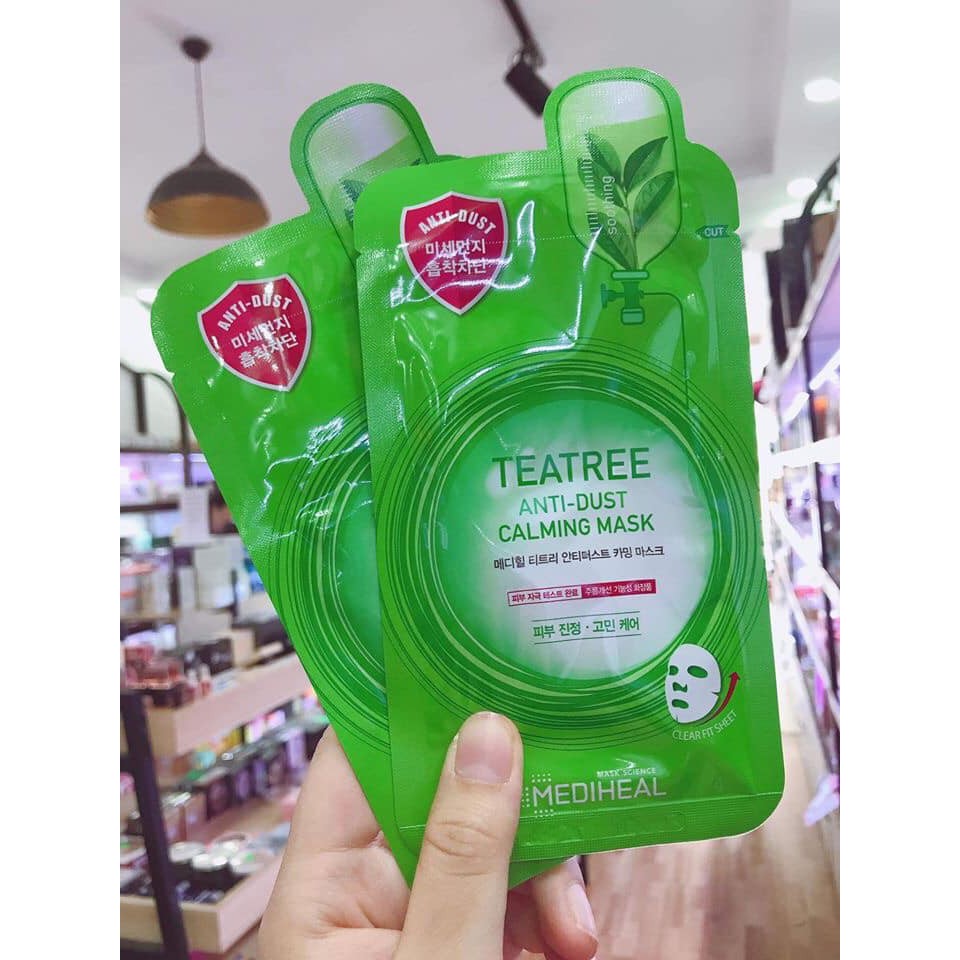 ANTI-DUST
미세먼지
흡착차단
ANTI-DUST
미세먼지
흡착차단
soothing
CUT
TEATREE
ANTI-DUST
CALMING MASK
메디힐 티트리 안티더스트 카밍 마스크
피부 자극 테스트 완료 주름개선 기능성 화장품
피부 진정 · 고민 케어
CLEAR FIT SHEET
MASK SCIENCE
MEDIHEAL